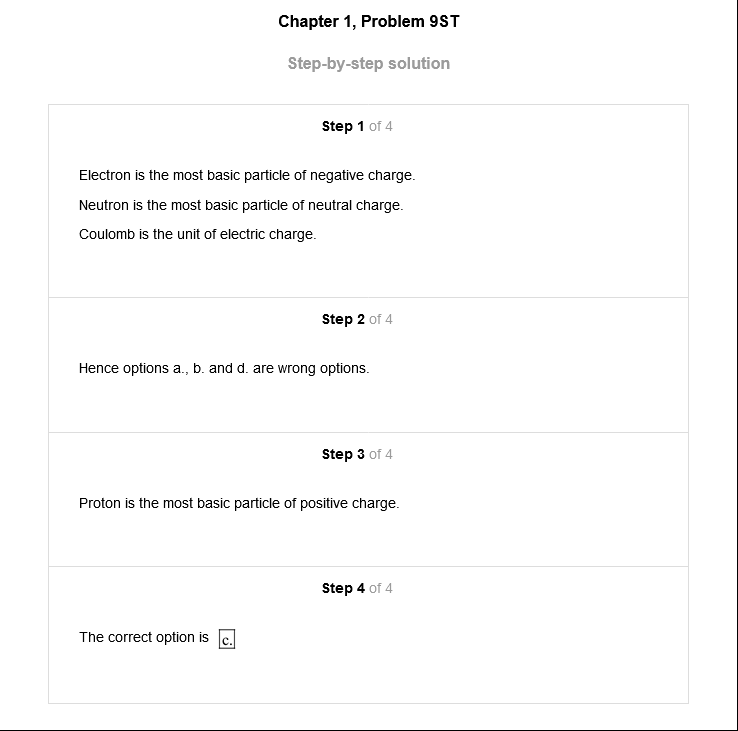 Chapter 1, Problem 9ST
Step-by-step solution
Step 1 of 4
Electron is the most basic particle of negative charge.
Neutron is the most basic particle of neutral charge.
Coulomb is the unit of electric charge.
Step 2 of 4
Hence options a., b. and d. are wrong options.
Step 3 of 4
Proton is the most basic particle of positive charge.
Step 4 of 4
The correct option is c.